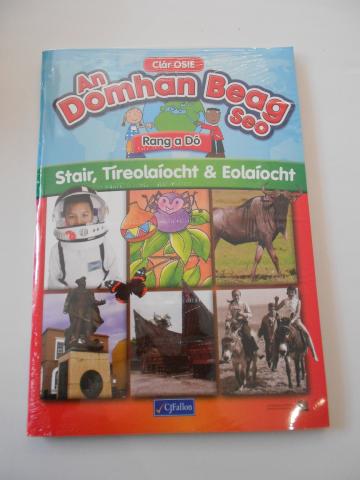 Clár OSIE
An Domhan Beag Seo
Rang a Dó
Stair, Tíreolaíocht & Eolaíocht
CJFallon